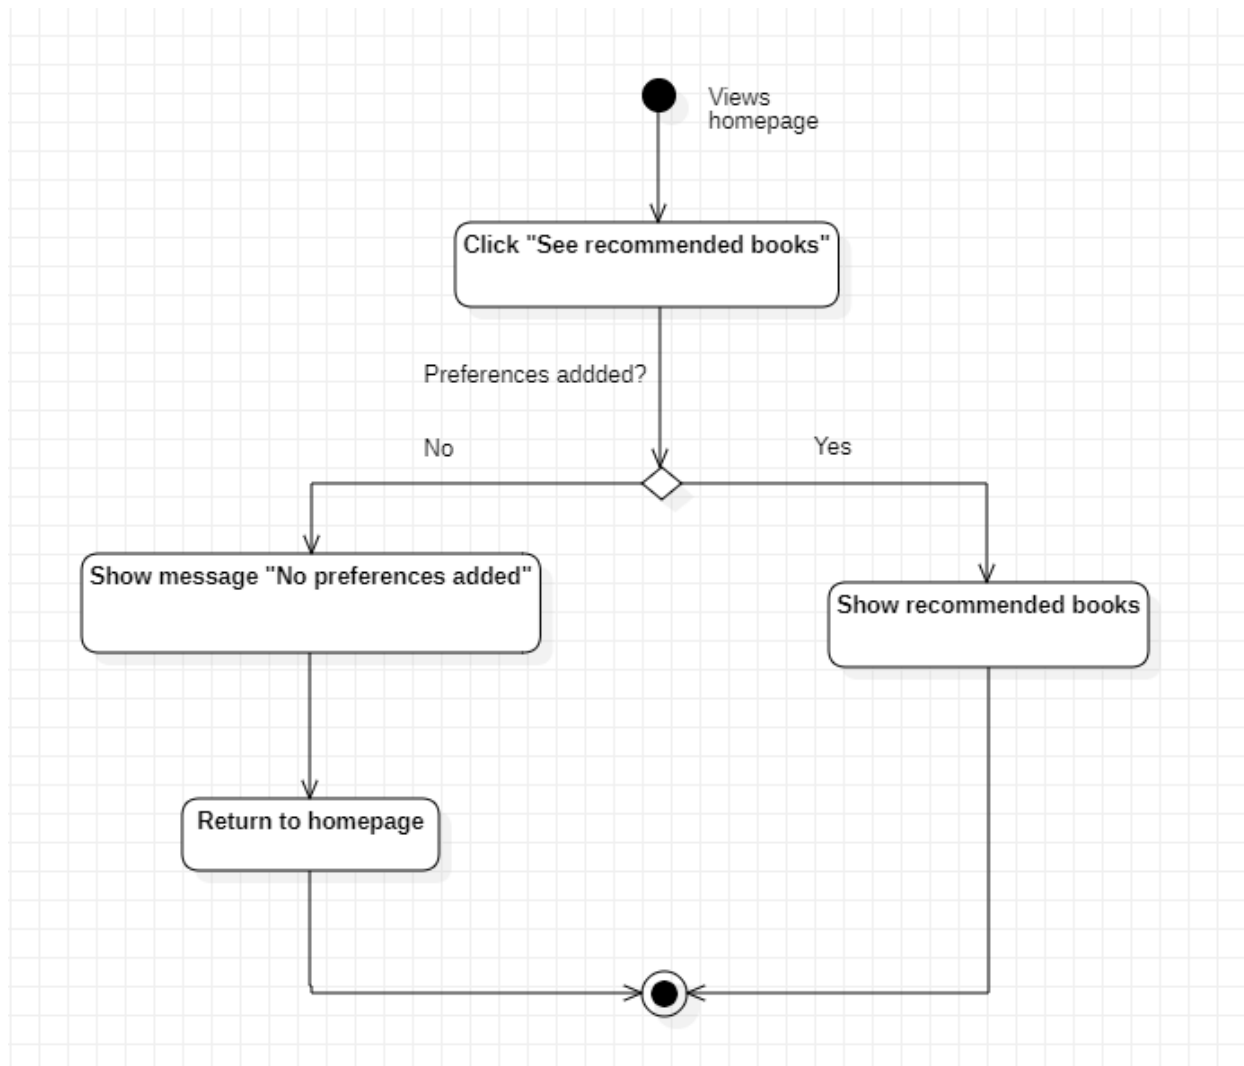 Views
homepage
Click "See recommended books"
Preferences addded?
No
Yes
Show message "No preferences added"
Show recommended books
Return to homepage